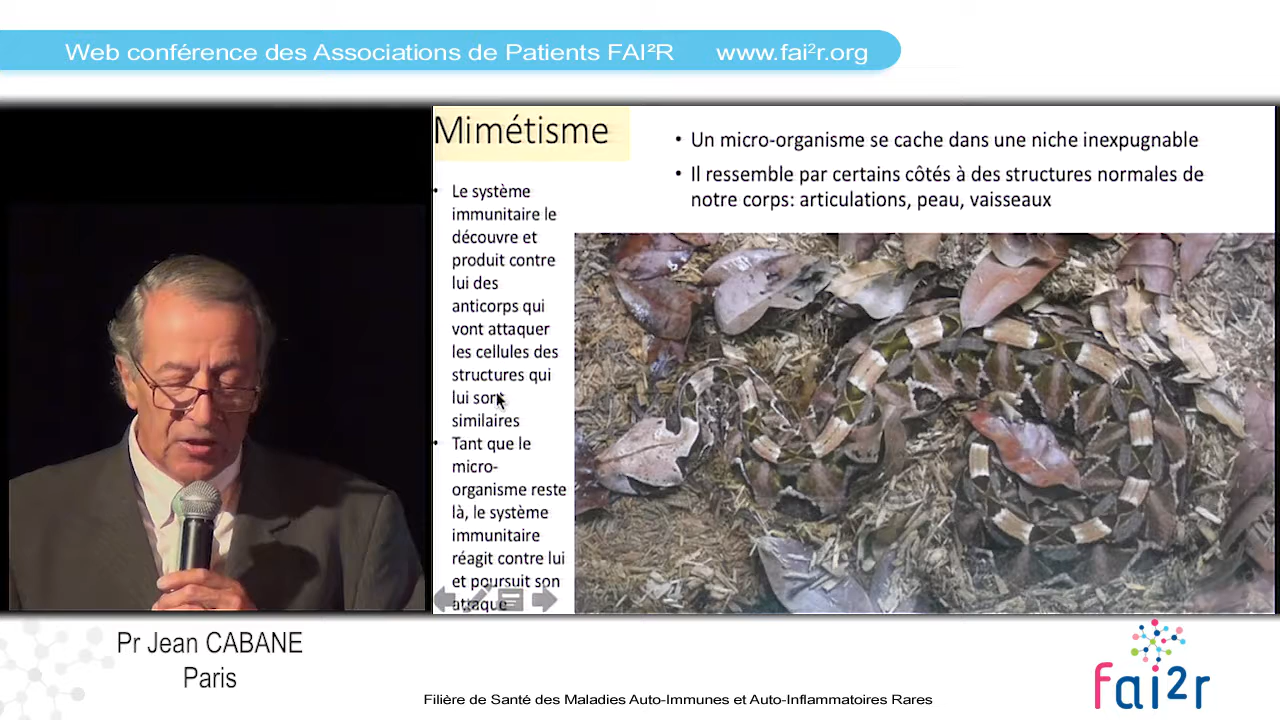 Web conférence des Associations de Patients FAI²R www.fai²r.org
Mimétisme
• Le système
immunitaire le
découvre et
produit contre
lui des
anticorps qui
vont attaquer
les cellules des
structures qui
lui sont
similaires
• Tant que le
micro-
organisme reste
là, le système
immunitaire
réagit contre lui
et poursuit son
attaque
• Un micro-organisme se cache dans une niche inexpugnable
• Il ressemble par certains côtés à des structures normales de
notre corps: articulations, peau, vaisseaux
Pr Jean CABANE
Paris
Filière de Santé des Maladies Auto-Immunes et Auto-Inflammatoires Rares
fai2r